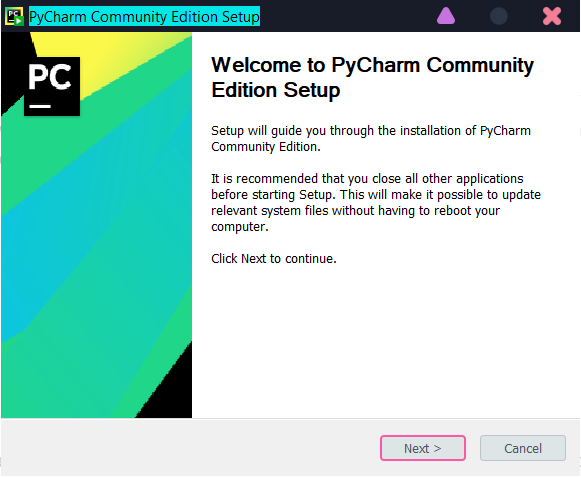 PC
PyCharm Community Edition Setup
PC
Welcome to PyCharm Community
Edition Setup
Setup will guide you through the installation of PyCharm
Community Edition.
It is recommended that you close all other applications
before starting Setup. This will make it possible to update
relevant system files without having to reboot your
computer.
Click Next to continue.
Next >
Cancel